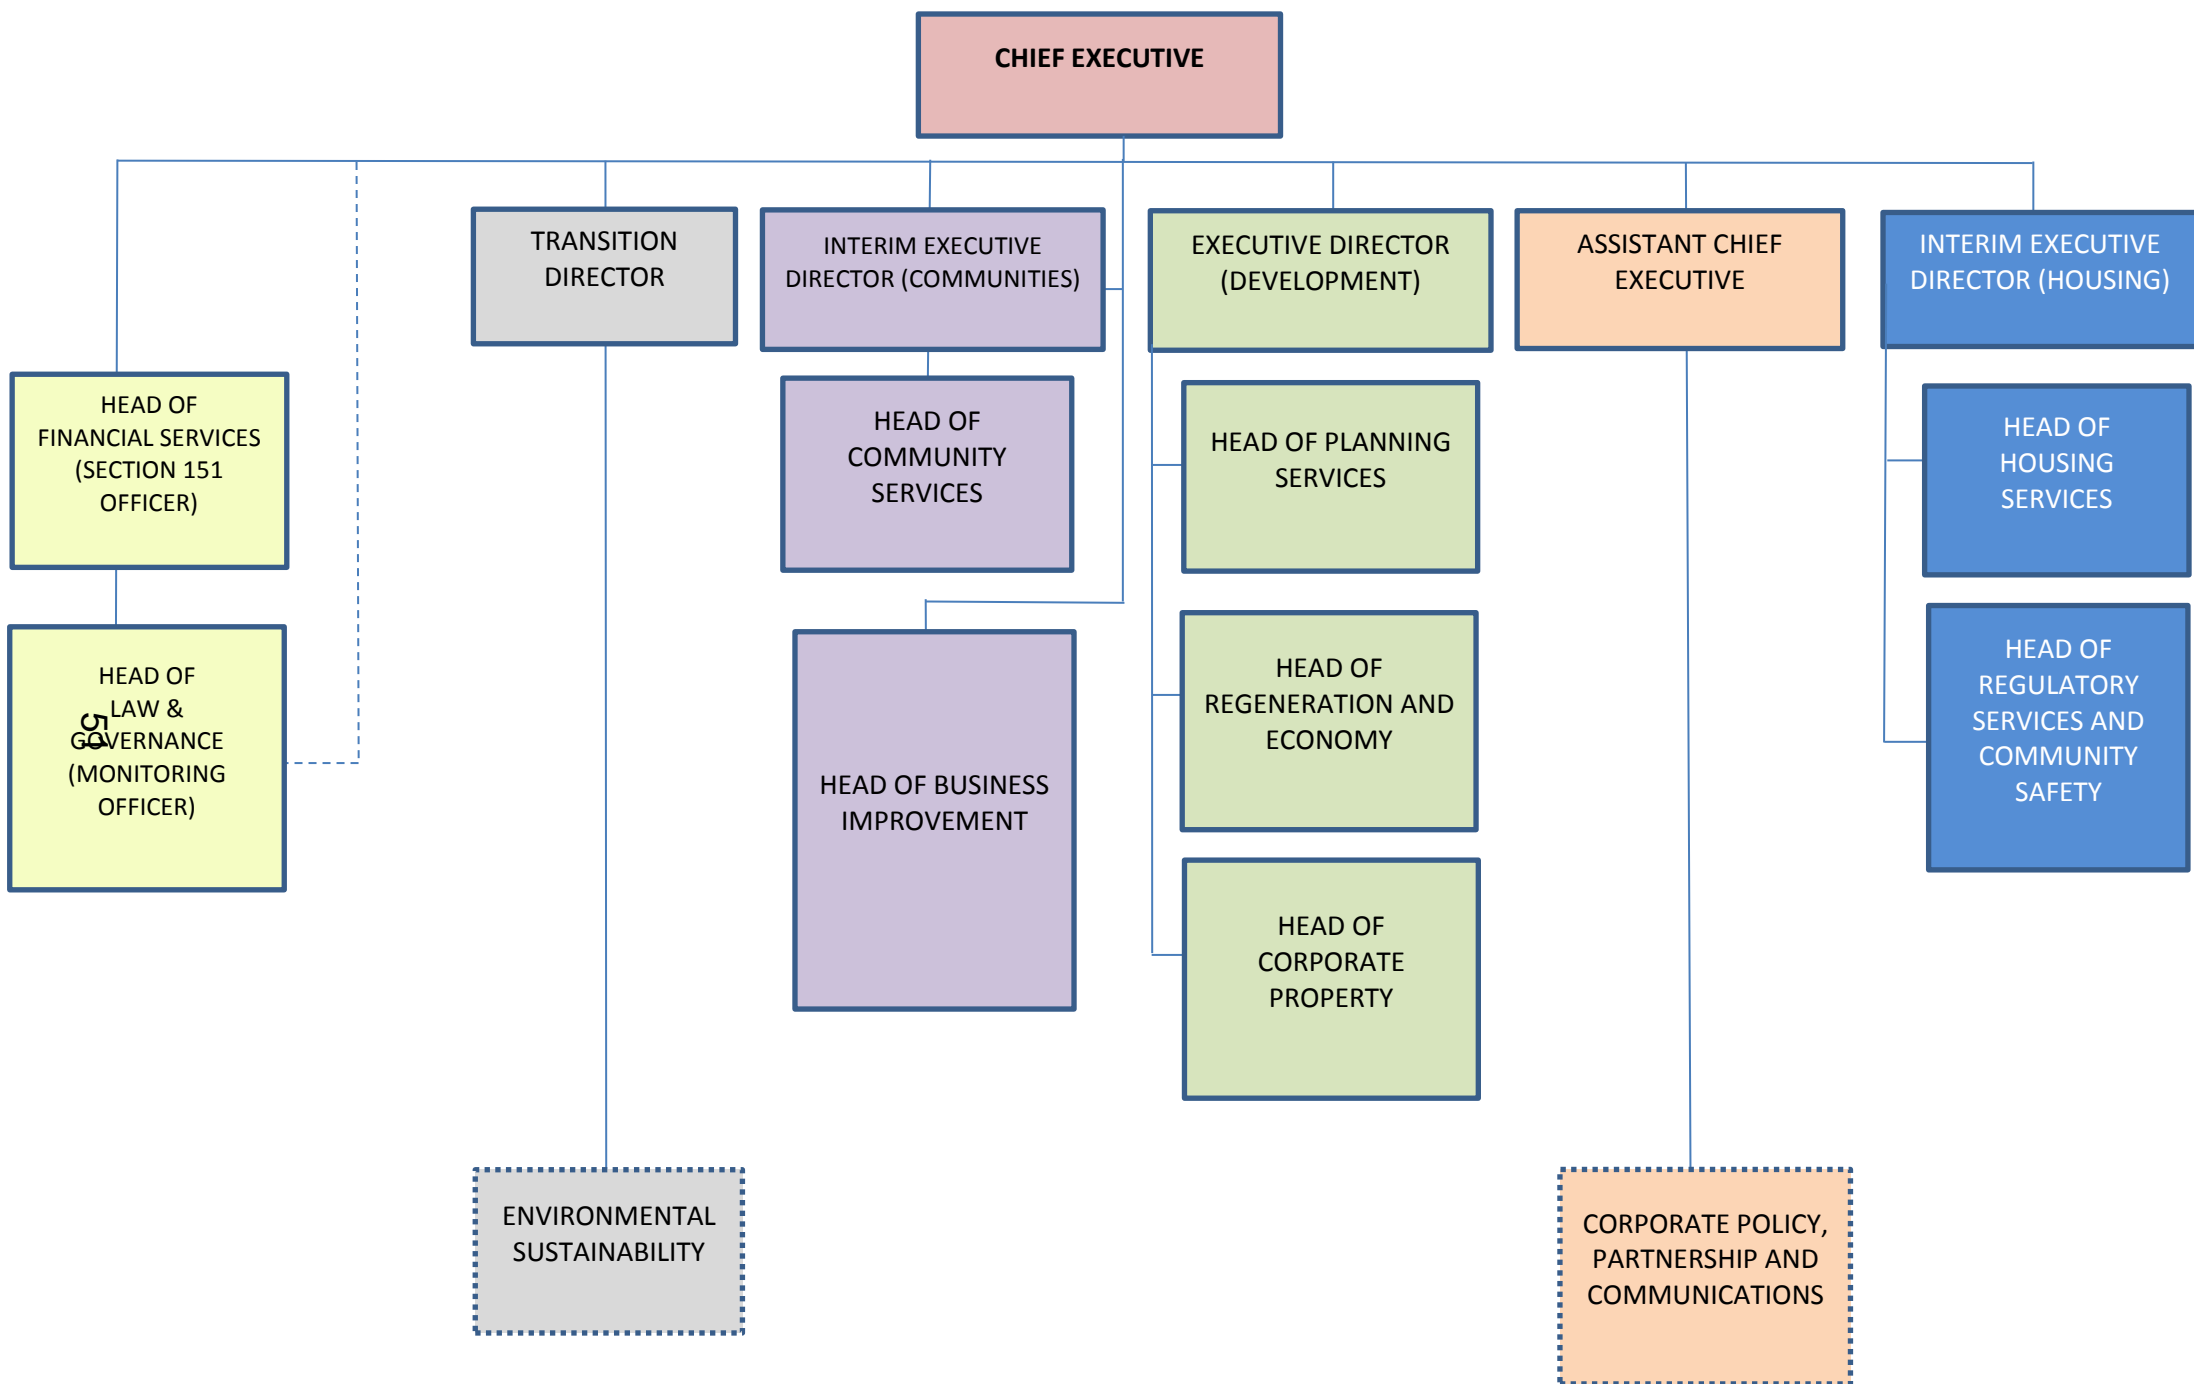 CHIEF EXECUTIVE
TRANSITION
DIRECTOR
INTERIM EXECUTIVE
DIRECTOR (COMMUNITIES)
EXECUTIVE DIRECTOR
(DEVELOPMENT)
ASSISTANT CHIEF
EXECUTIVE
INTERIM EXECUTIVE
DIRECTOR (HOUSING)
HEAD OF
FINANCIAL SERVICES
(SECTION 151
OFFICER)
HEAD OF
COMMUNITY
SERVICES
HEAD OF PLANNING
SERVICES
HEAD OF
HOUSING
SERVICES
HEAD OF
LAW &
GOVERNANCE
(MONITORING
OFFICER)
51
HEAD OF BUSINESS
IMPROVEMENT
HEAD OF
REGENERATION AND
ECONOMY
HEAD OF
REGULATORY
SERVICES AND
COMMUNITY
SAFETY
HEAD OF
CORPORATE
PROPERTY
ENVIRONMENTAL
SUSTAINABILITY
CORPORATE POLICY,
PARTNERSHIP AND
COMMUNICATIONS